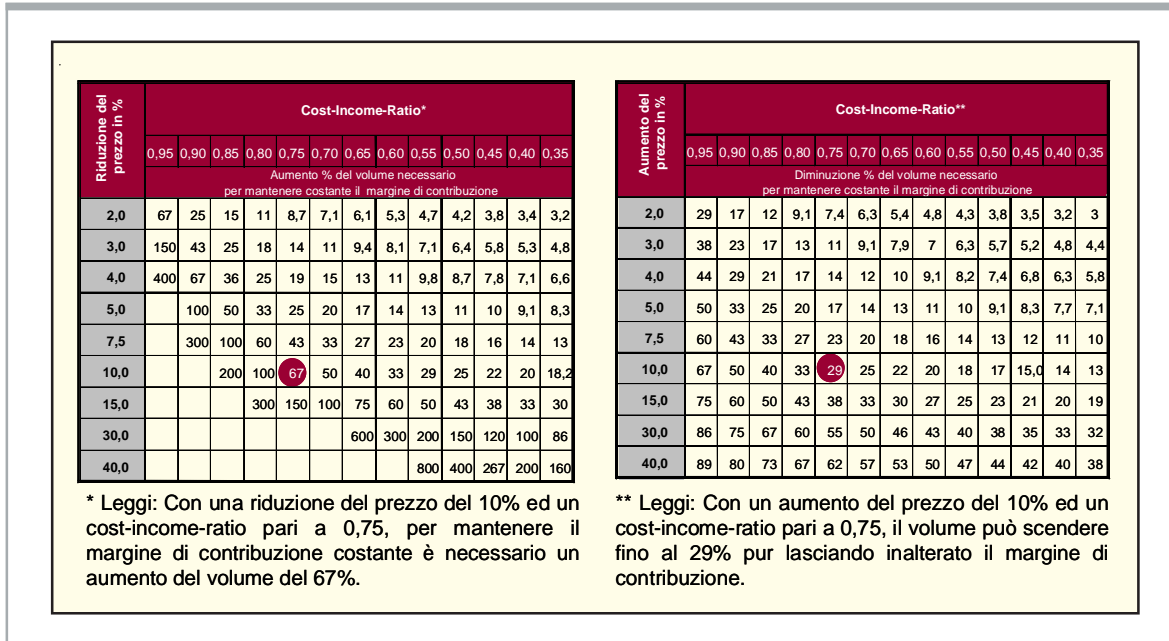 Riduzione del
prezzo in %
Cost-Income-Ratio*
0,95 0,90 0,85 0,80 0,75 0,70 0,65 0,60 0,55 0,50 0,45 0,40 0,35
Aumento % del volume necessario
per mantenere costante il margine di contribuzione
2,0 67 25 15 11 8,7 7,1 6,1 5,3 4,7 4,2 3,8 3,4 3,2
3,0 150 43 25 18 14 11 9,4 8,1 7,1 6,4 5,8 5,3 4,8
4,0 400 67 36 25 19 15 13 11 9,8 8,7 7,8 7,1 6,6
5,0 100 50 33 25 20 17 14 13 11 10 9,1 8,3
7,5 300 100 60 43 33 27 23 20 18 16 14 13
10,0 200 100 67 50 40 33 29 25 22 20 18,2
15,0 300 150 100 75 60 50 43 38 33 30
30,0 600 300 200 150 120 100 86
40,0 800 400 267 200 160
* Leggi: Con una riduzione del prezzo del 10% ed un
cost-income-ratio pari a 0,75, per mantenere il
margine di contribuzione costante è necessario un
aumento del volume del 67%.
Aumento del
prezzo in %
Cost-Income-Ratio**
0,95 0,90 0,85 0,80 0,75 0,70 0,65 0,60 0,55 0,50 0,45 0,40 0,35
Diminuzione % del volume necessario
per mantenere costante il margine di contribuzione
2,0 29 17 12 9,1 7,4 6,3 5,4 4,8 4,3 3,8 3,5 3,2 3
3,0 38 23 17 13 11 9,1 7,9 7 6,3 5,7 5,2 4,8 4,4
4,0 44 29 21 17 14 12 10 9,1 8,2 7,4 6,8 6,3 5,8
5,0 50 33 25 20 17 14 13 11 10 9,1 8,3 7,7 7,1
7,5 60 43 33 27 23 20 18 16 14 13 12 11 10
10,0 67 50 40 33 29 25 22 20 18 17 15,0 14 13
15,0 75 60 50 43 38 33 30 27 25 23 21 20 19
30,0 86 75 67 60 55 50 46 43 40 38 35 33 32
40,0 89 80 73 67 62 57 53 50 47 44 42 40 38
** Leggi: Con un aumento del prezzo del 10% ed un
cost-income-ratio pari a 0,75, il volume può scendere
fino al 29% pur lasciando inalterato il margine di
contribuzione.